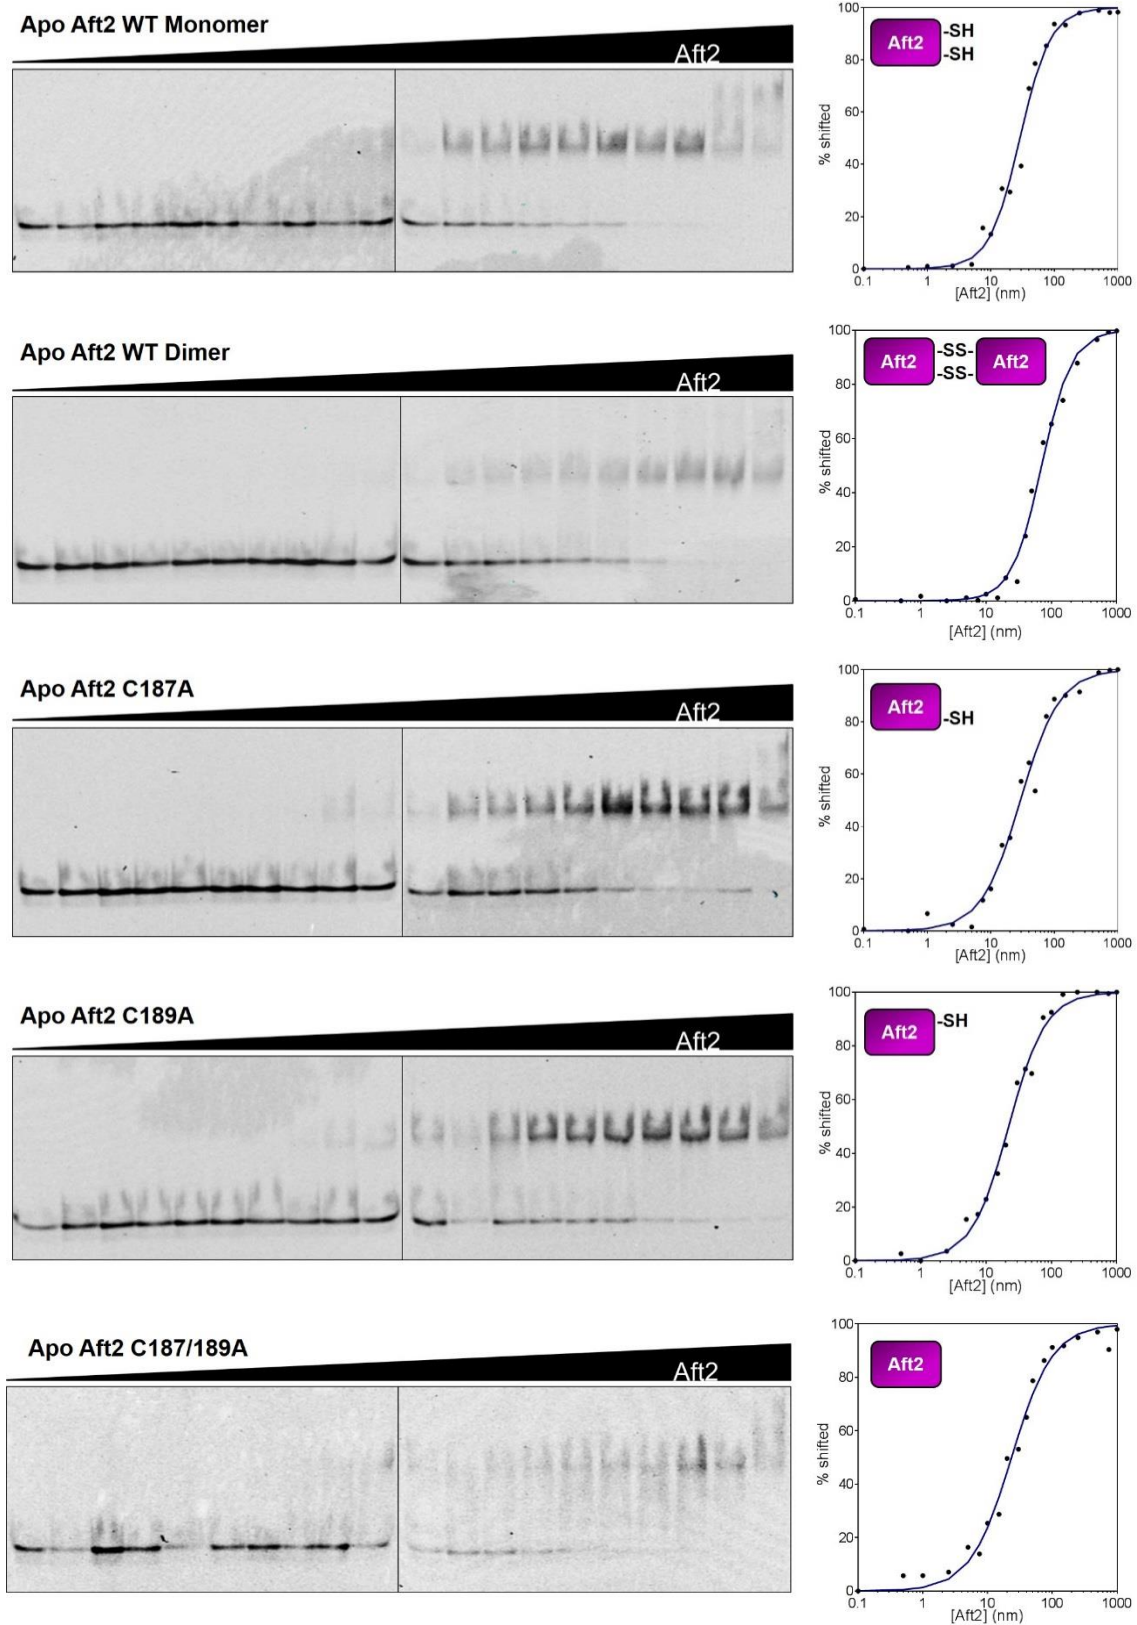 Apo Aft2 WT Monomer
Aft2
Aft2 -SH
-SH
100
80
60
40
20
0
% shifted
0.1 1 10 100 1000
[Aft2] (nm)
Apo Aft2 WT Dimer
Aft2
Aft2 -SS- Aft2
-SS-
100
80
60
40
20
0
% shifted
0.1 1 10 100 1000
[Aft2] (nm)
Apo Aft2 C187A
Aft2
Aft2
-SH
100
80
60
40
20
0
% shifted
0.1 1 10 100 1000
[Aft2] (nm)
Apo Aft2 C189A
Aft2
Aft2 -SH
100
80
60
40
20
0
% shifted
0.1 1 10 100 1000
[Aft2] (nm)
Apo Aft2 C187/189A
Aft2
Aft2
100
80
60
40
20
0
% shifted
0.1 1 10 100 1000
[Aft2] (nm)